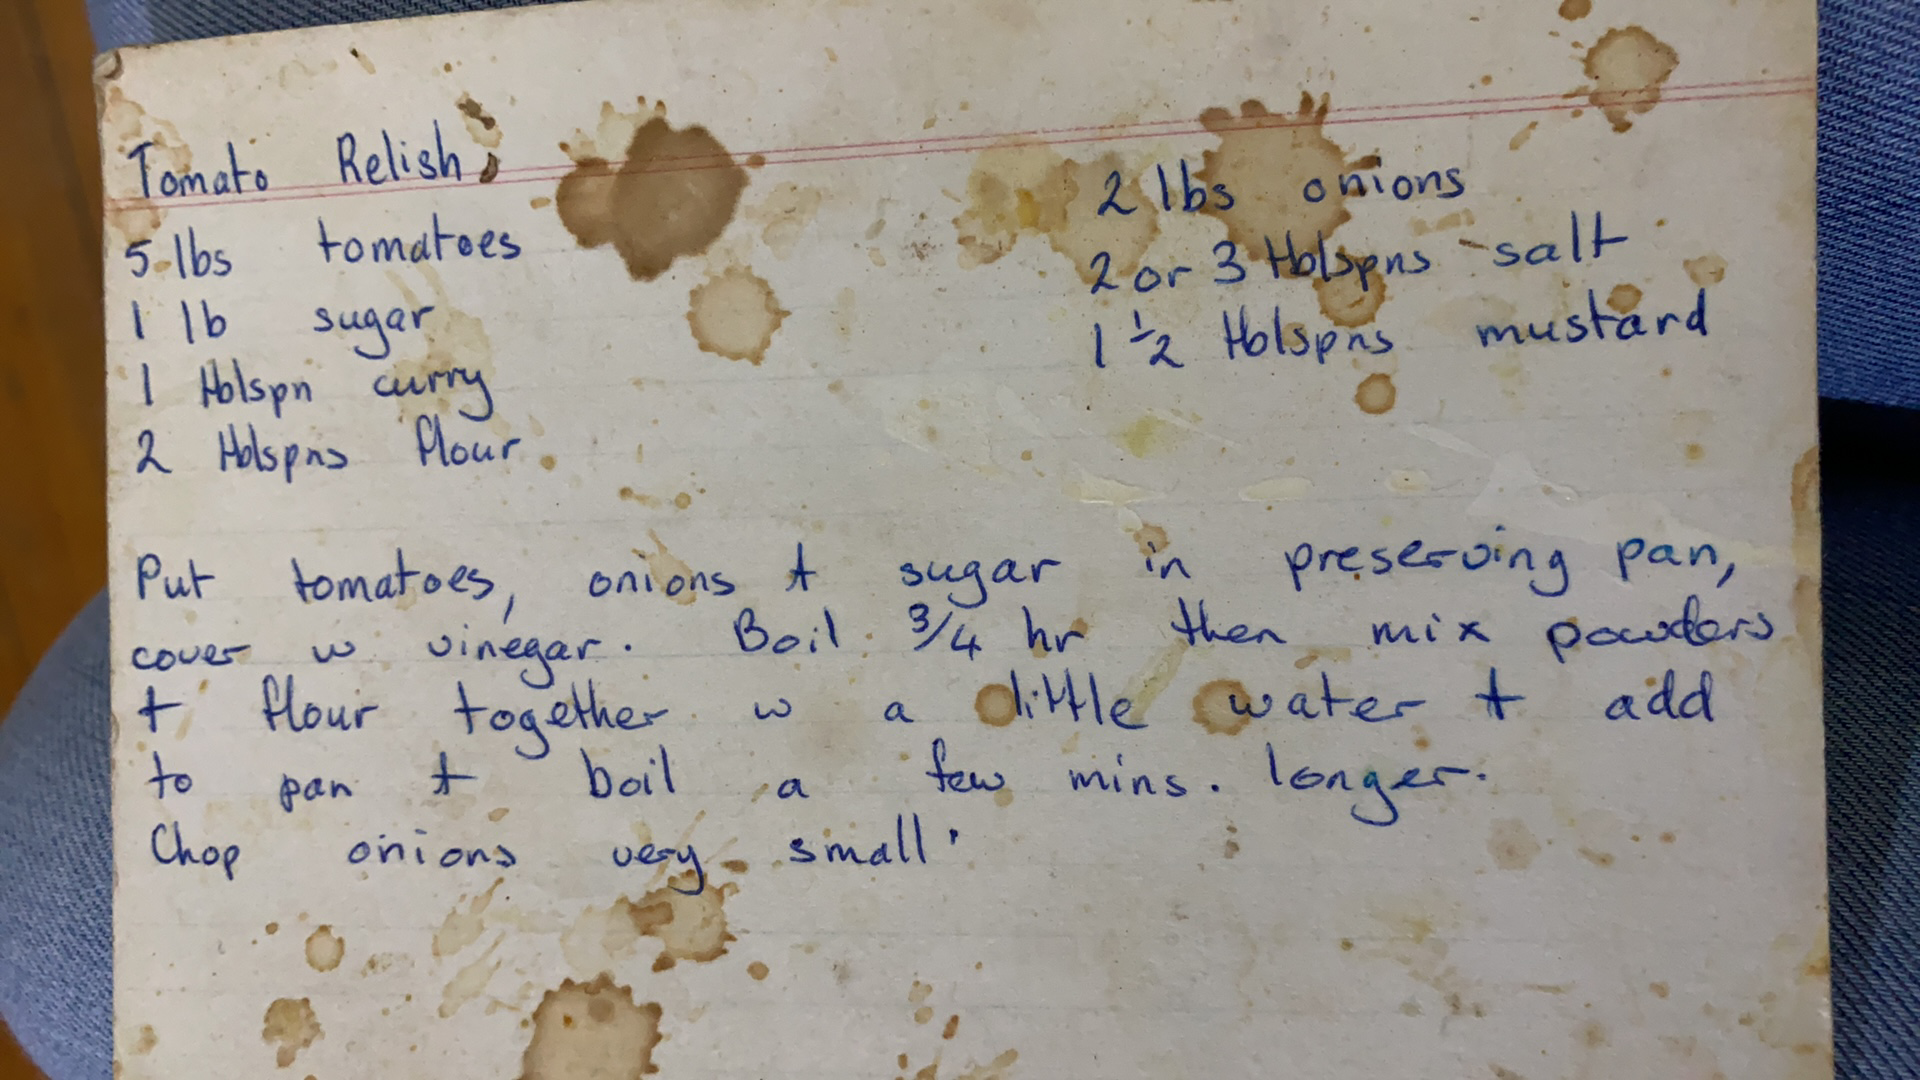 Tomato Relish
5 lbs tomatoes
2 lbs onions
1 lb sugar
2 or 3 tblspns salt
1 tblspn curry
1 ½ tblspns mustard
2 tblspns flour
Put tomatoes, onions + sugar in preserving pan,
cover w vinegar. Boil ¾ hr then mix powders
+ flour together w a little water + add
to pan + boil a few mins. longer.
Chop onions very small.